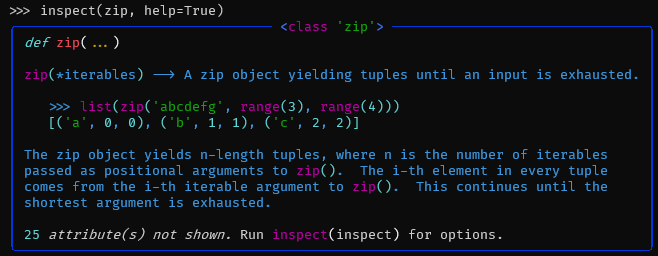 >>> inspect(zip, help=True)
<class 'zip'>
def zip(...)
zip(*iterables) --> A zip object yielding tuples until an input is exhausted.
>>> list(zip('abcdefg', range(3), range(4)))
[('a', 0, 0), ('b', 1, 1), ('c', 2, 2)]
The zip object yields n-length tuples, where n is the number of iterables
passed as positional arguments to zip().  The i-th element in every tuple
comes from the i-th iterable argument to zip().  This continues until the
shortest argument is exhausted.
25 attribute(s) not shown. Run inspect(inspect) for options.